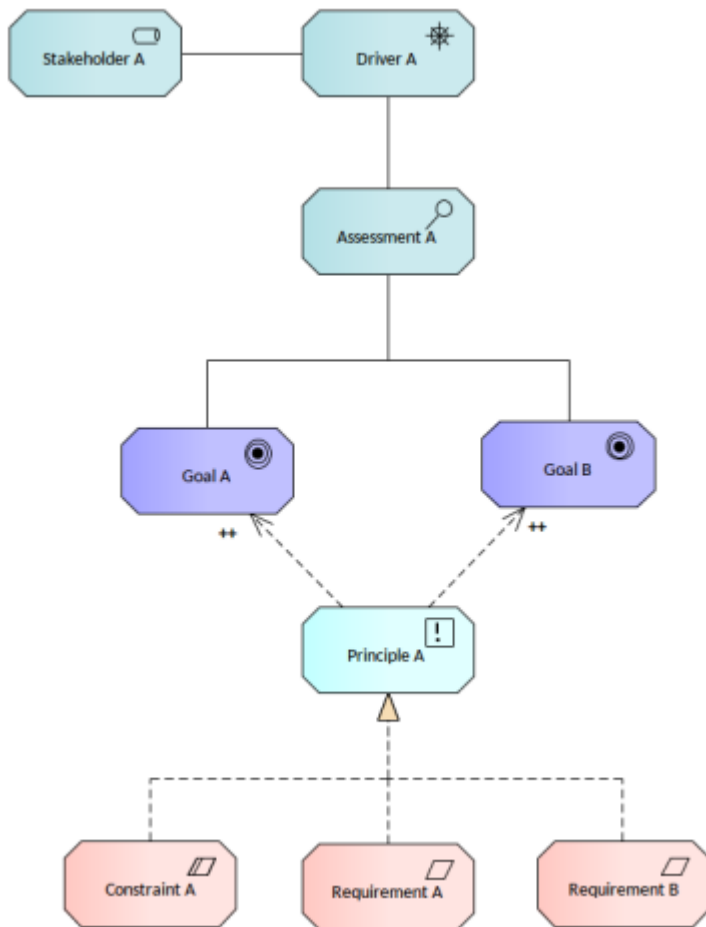 Stakeholder A
Driver A
Assessment A
Goal A
Goal B
++
++
!
Principle A
Constraint A
Requirement A
Requirement B